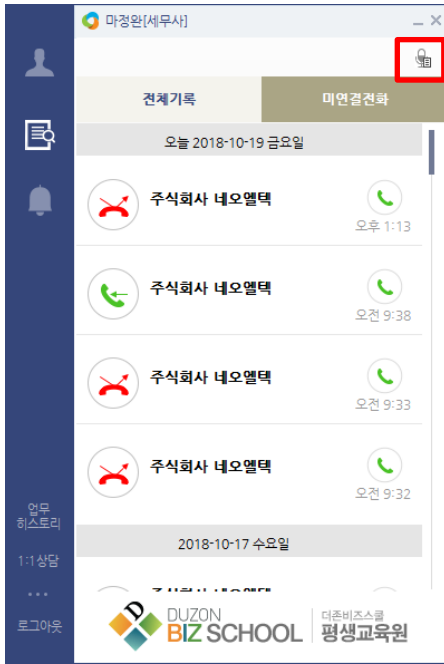 마정완[세무사]
전체기록
미연결전화
오늘 2018-10-19 금요일
주식회사 네오엘텍
오후 1:13
주식회사 네오엘텍
오전 9:38
주식회사 네오엘텍
오전 9:33
주식회사 네오엘텍
오전 9:32
2018-10-17 수요일
업무
히스토리
1:1상담
...
로그아웃
D
DUZON
BIZ SCHOOL
더존비즈스쿨
평생교육원